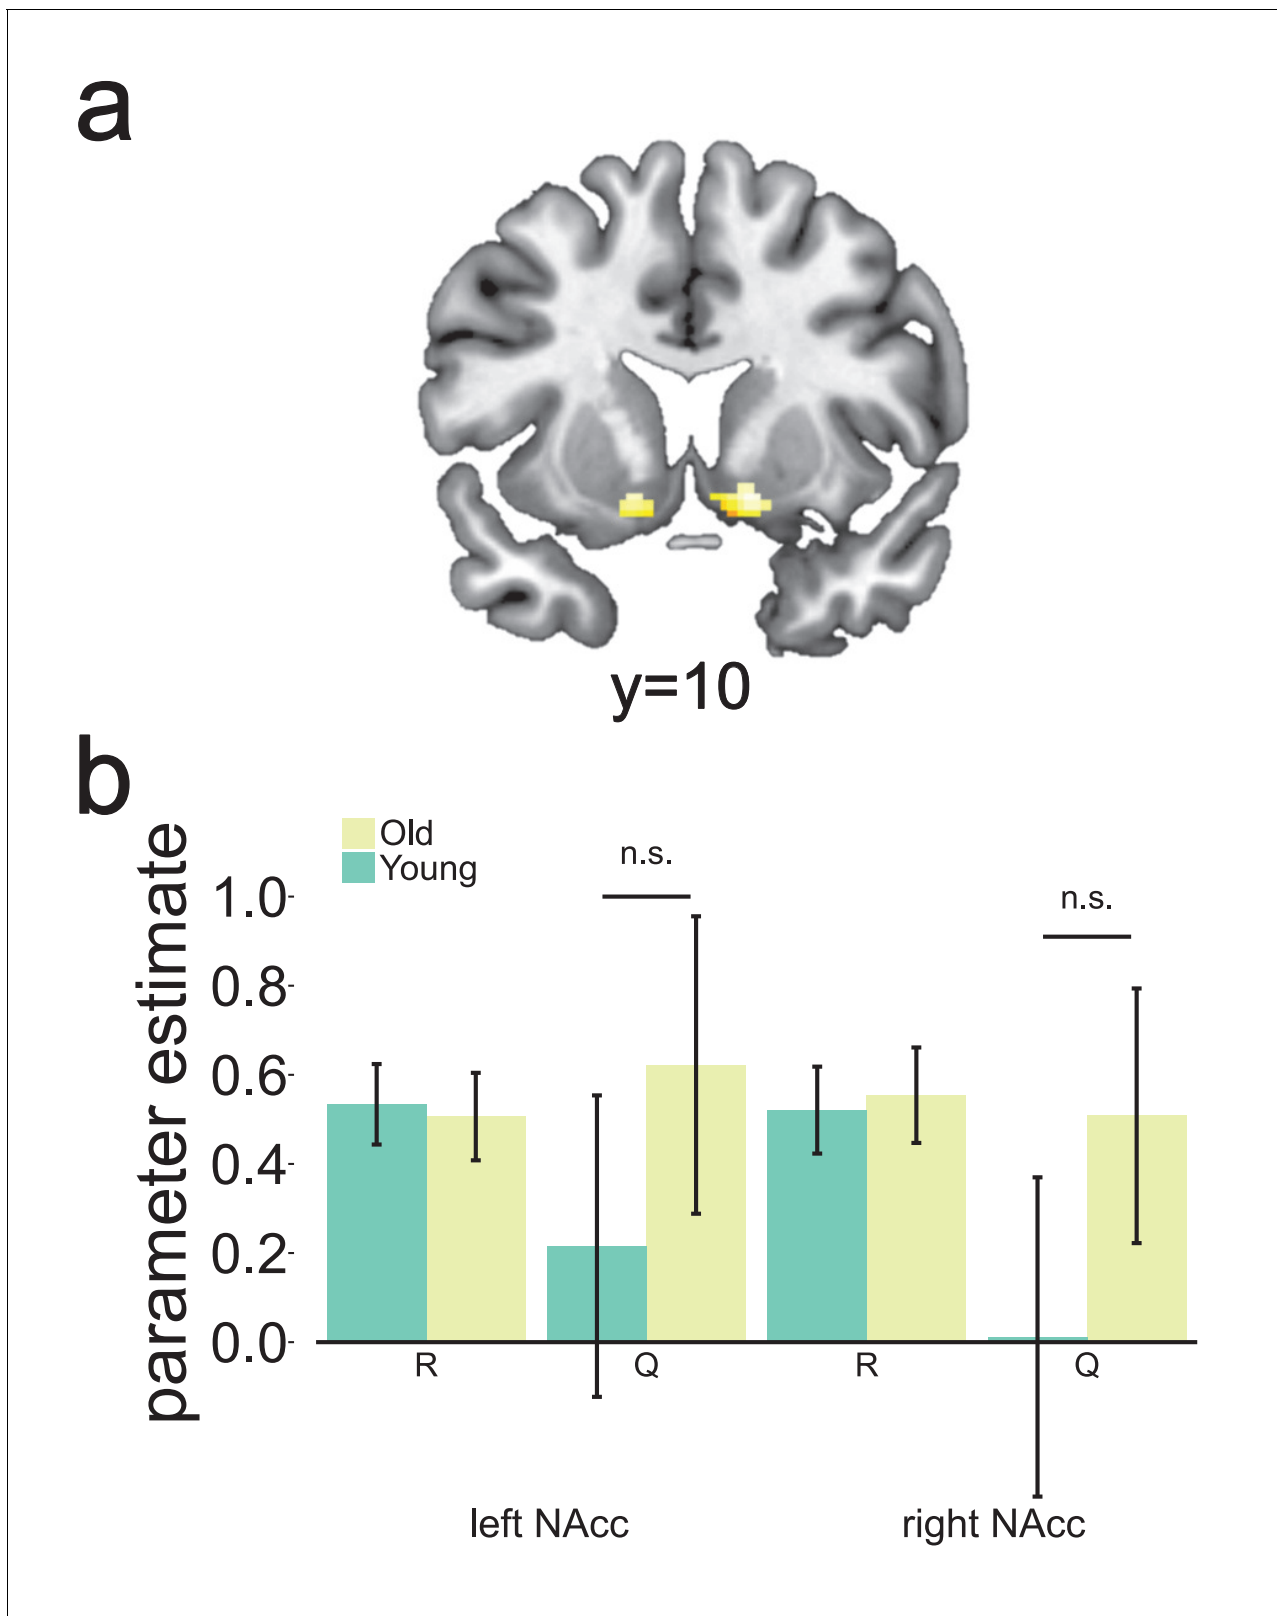 a
y=10
b
parameter estimate
Old
Young
n.s.
n.s.
1.0
0.8
0.6
0.4
0.2
0.0
R
Q
R
Q
left NAcc
right NAcc